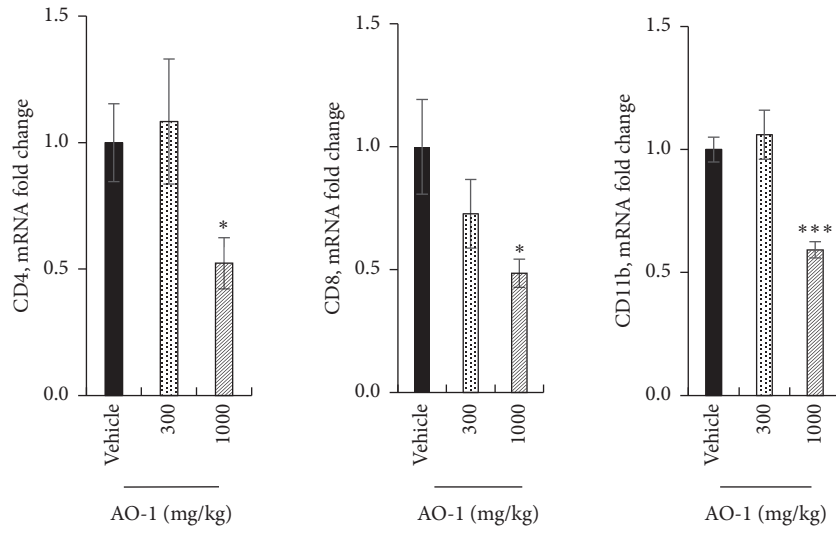 CD4, mRNA fold change
1.5
1.0
0.5
0.0
*
Vehicle
300
1000
AO-1 (mg/kg)
CD8, mRNA fold change
1.5
1.0
0.5
0.0
*
Vehicle
300
1000
AO-1 (mg/kg)
CD11b, mRNA fold change
1.5
1.0
0.5
0.0
***
Vehicle
300
1000
AO-1 (mg/kg)